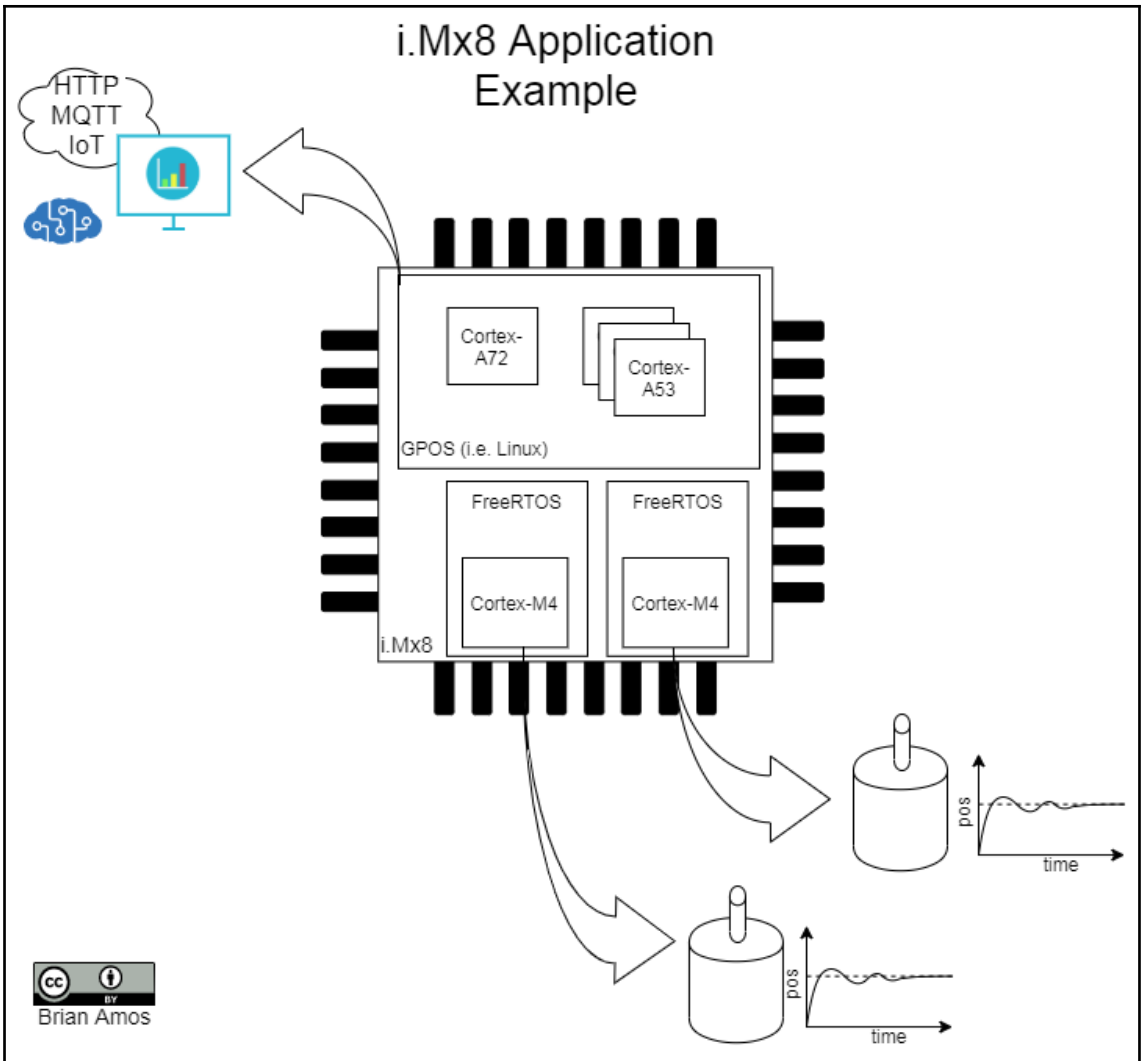 i.Mx8 Application
Example
HTTP
MQTT
IoT
Cortex-
A72
Cortex-
A53
GPOS (i.e. Linux)
FreeRTOS
FreeRTOS
Cortex-M4
Cortex-M4
i.Mx8
pos
time
pos
time
cc
BY
Brian Amos